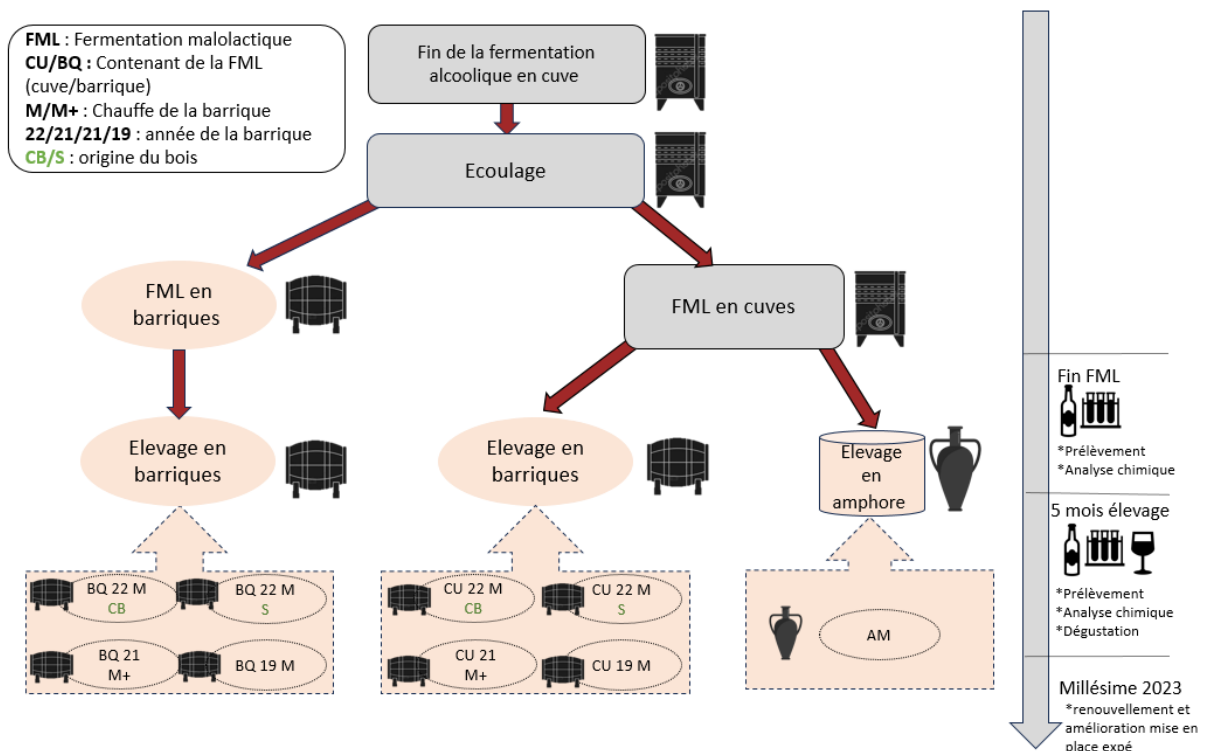 FML : Fermentation malolactique
CU/BQ : Contenant de la FML
(cuve/barrique)
M/M+ : Chauffe de la barrique
22/21/21/19 : année de la barrique
CB/S : origine du bois
Fin de la fermentation
alcoolique en cuve
Ecoulage
FML en
barriques
FML en cuves
Elevage en
barriques
Elevage en
barriques
Elevage
en
amphore
BQ 22 M
CB
BQ 22 M
S
BQ 21
M+
BQ 19 M
CU 22 M
CB
CU 22 M
S
CU 21
M+
CU 19 M
AM
Fin FML
*Prélèvement
*Analyse chimique
5 mois élevage
*Prélèvement
*Analyse chimique
*Dégustation
Millésime 2023
*renouvellement et
amélioration mise en
place expé